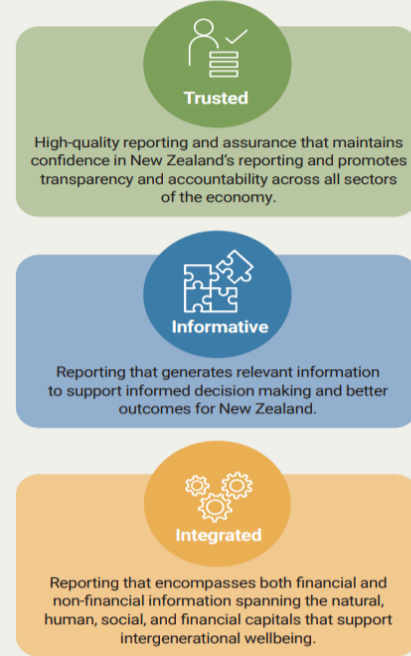 Trusted
High-quality reporting and assurance that maintains
confidence in New Zealand's reporting and promotes
transparency and accountability across all sectors
of the economy.
Informative
Reporting that generates relevant information
to support informed decision making and better
outcomes for New Zealand.
Integrated
Reporting that encompasses both financial and
non-financial information spanning the natural,
human, social, and financial capitals that support
intergenerational wellbeing.